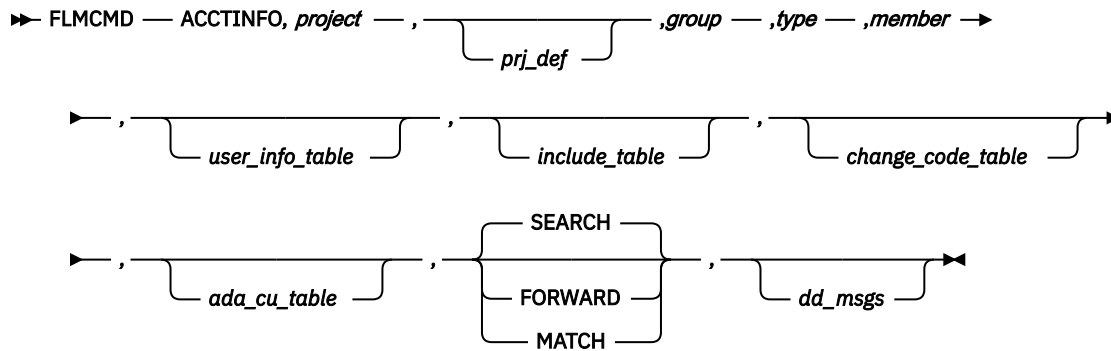 FLMCMD ACCTINFO, project , ,group ,type ,member
prj_def
, , ,
user_info_table include_table change_code_table
SEARCH
, , ,
ada_cu_table FORWARD dd_msgs
MATCH